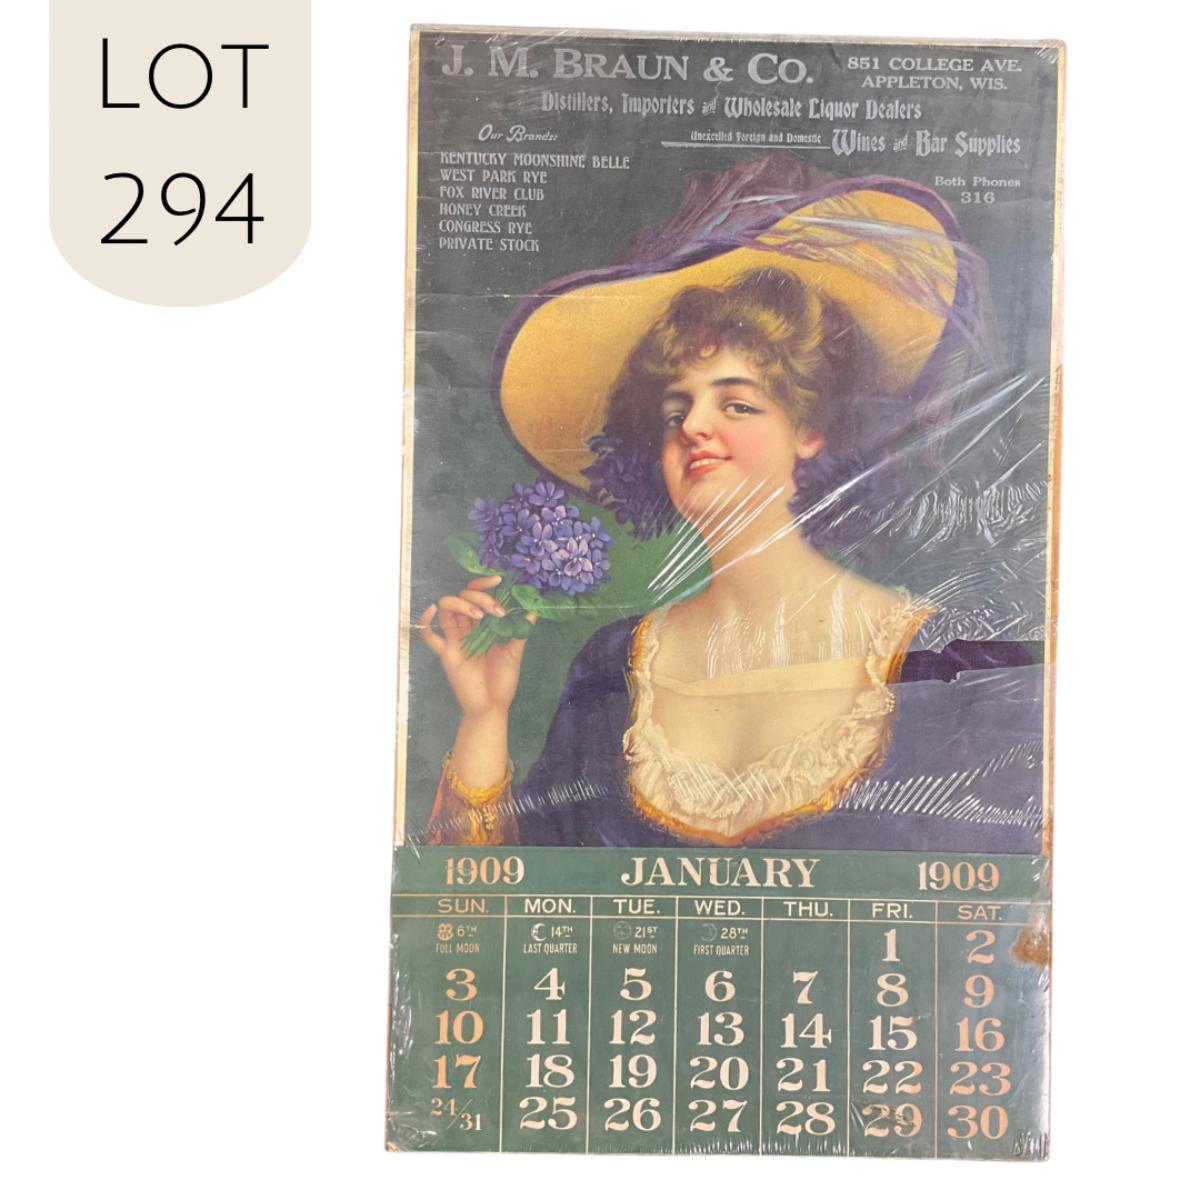 LOT
294
J. M. BRAUN & CO.
851 COLLEGE AVE.
APPLETON, WIS.
Distillers, Importers and Wholesale Liquor Dealers
Our Brands:
Unexcelled Foreign and Domestic Wines and Bar Supplies
KENTUCKY MOONSHINE BELLE
WEST PARK RYE
FOX RIVER CLUB
HONEY CREEK
CONGRESS RYE
PRIVATE STOCK
Both Phones
316
1909 JANUARY 1909
SUN. MON. TUE. WED. THU. FRI. SAT.
6TH 14TH 21ST 28TH
FULL MOON LAST QUARTER NEW MOON FIRST QUARTER
1 2
3 4 5 6 7 8 9
10 11 12 13 14 15 16
17 18 19 20 21 22 23
24/31 25 26 27 28 29 30